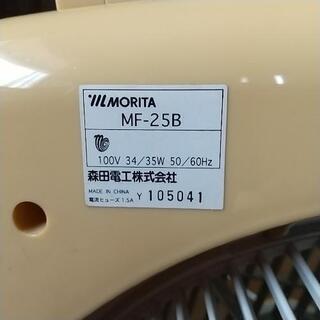 MORITA
MF-25B
100V 34/35W 50/60Hz
森田電工株式会社
MADE IN CHINA
電流ヒューズ 1.5A Y 105041